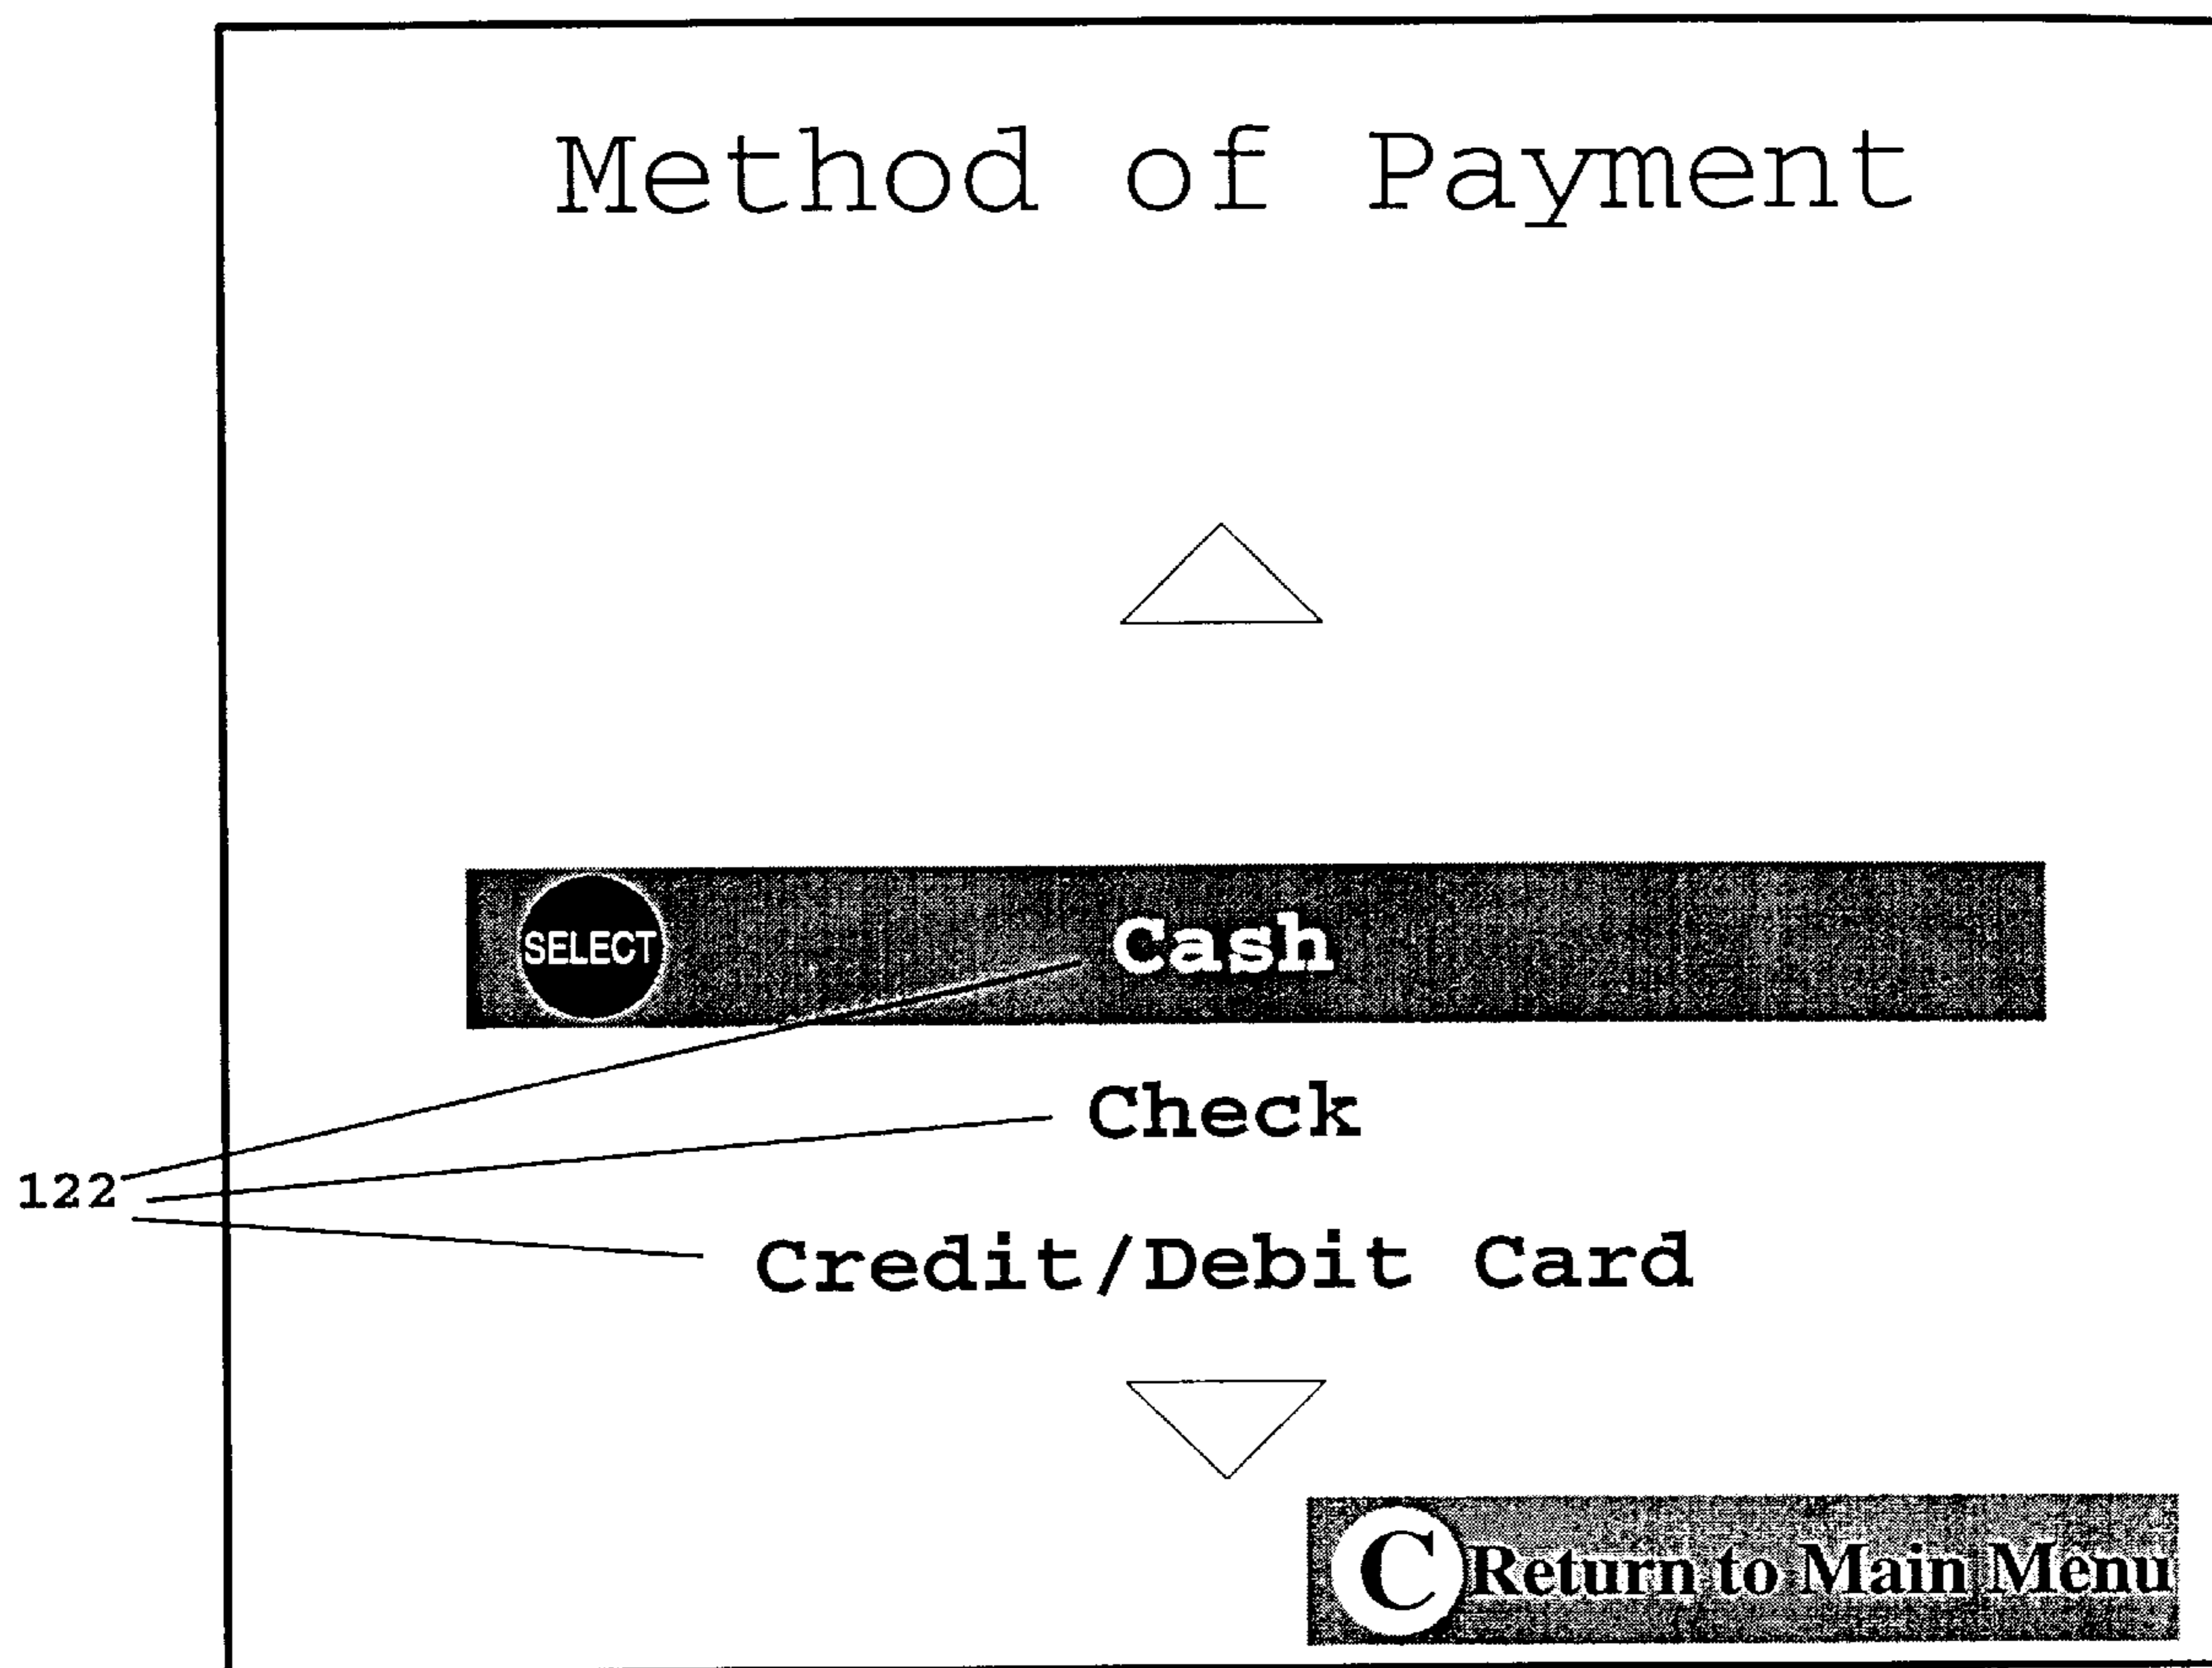 Method of Payment
SELECT Cash
Check
122
Credit/Debit Card
C Return to Main Menu